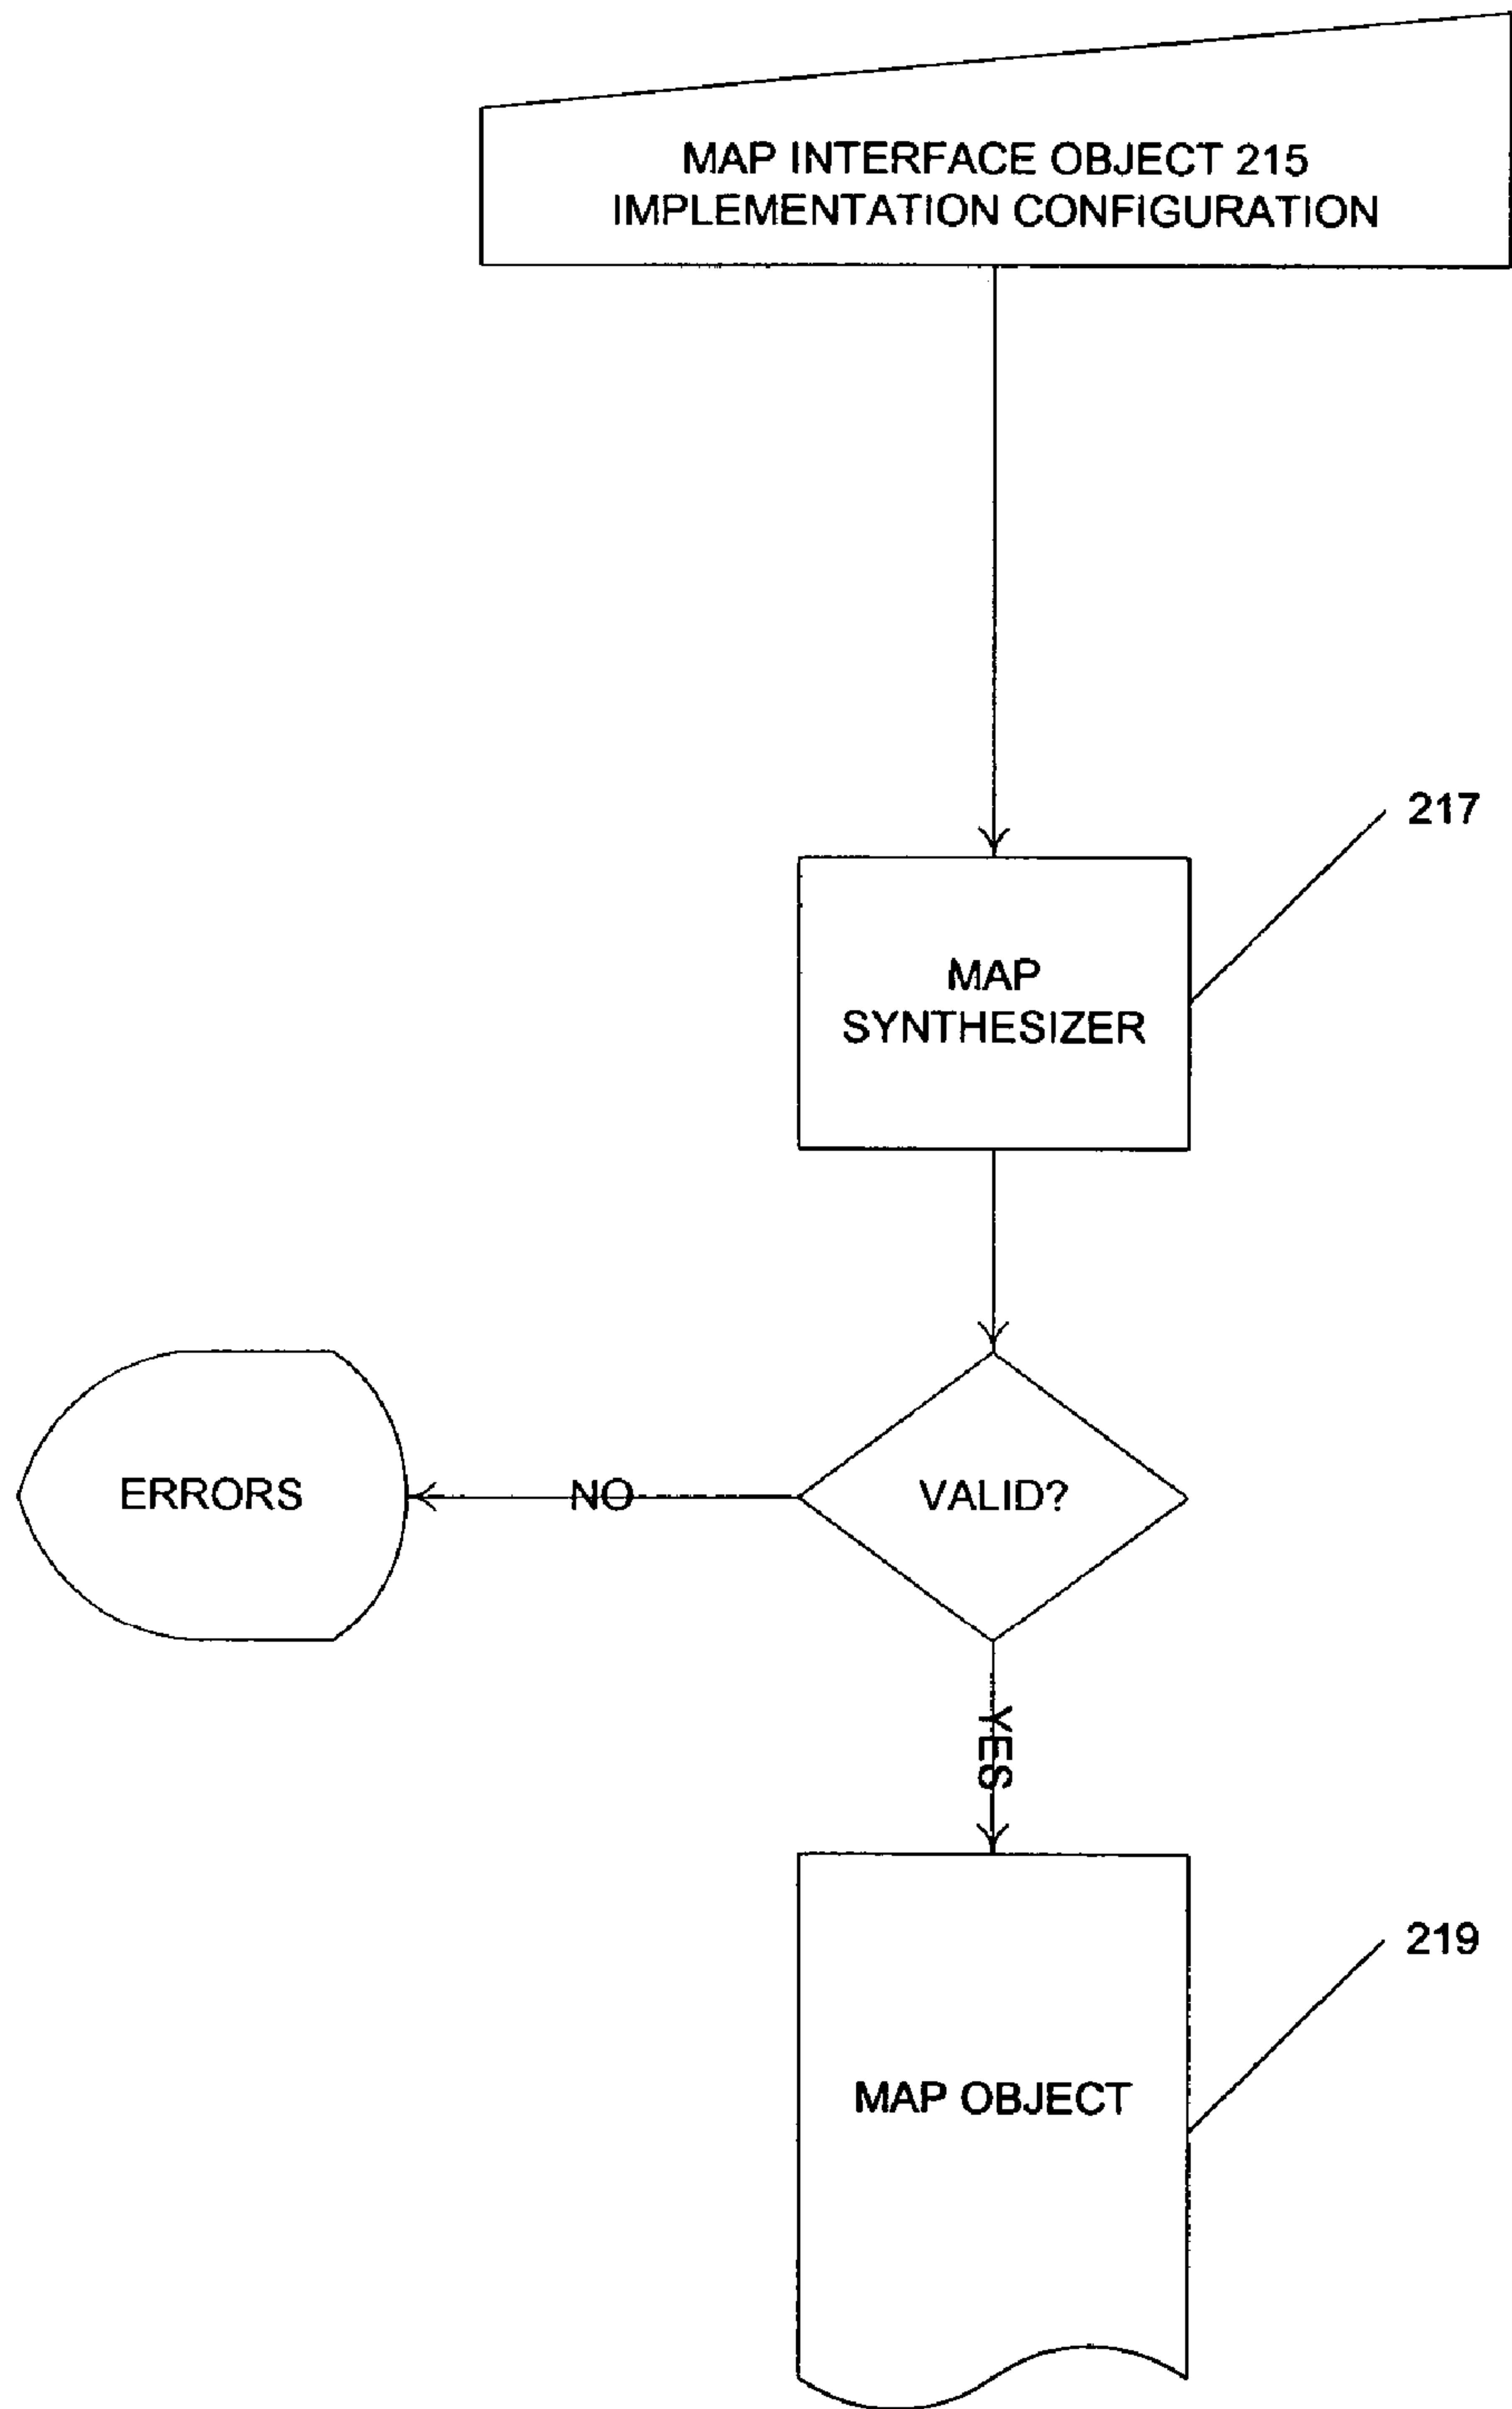 MAP INTERFACE OBJECT 215
IMPLEMENTATION CONFIGURATION
217
MAP
SYNTHESIZER
ERRORS
NO
VALID?
YES
219
MAP OBJECT